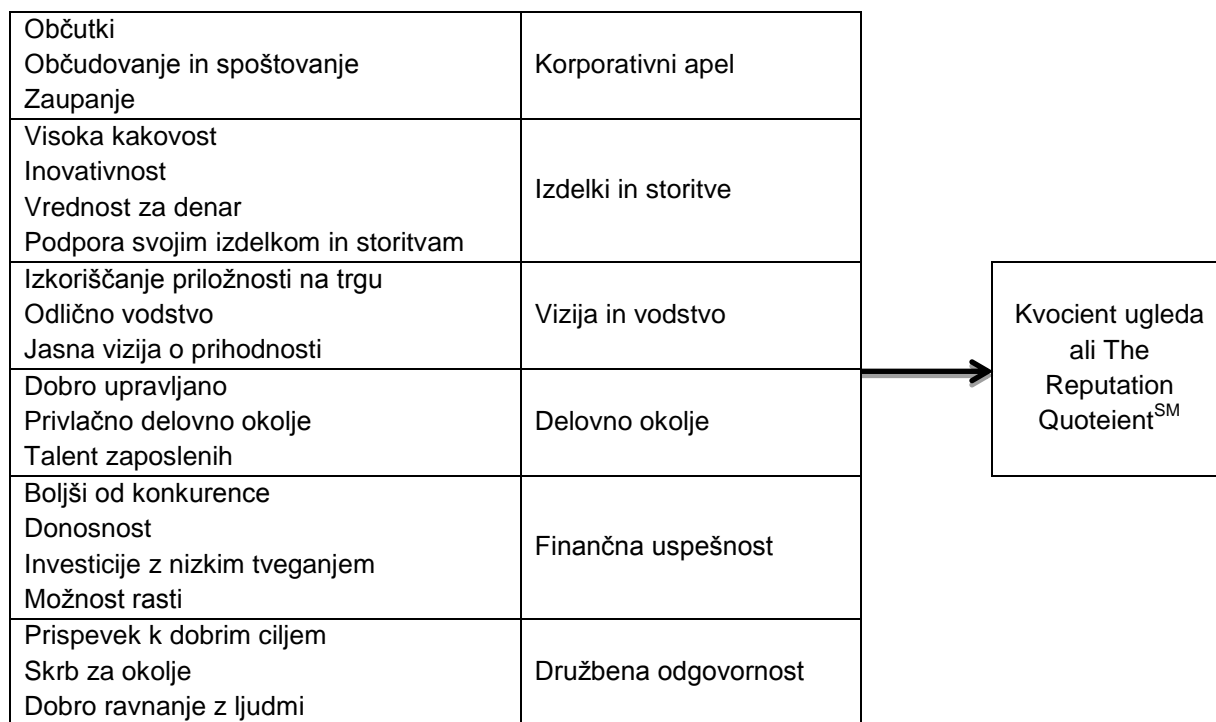 Občutki
Občudovanje in spoštovanje
Zaupanje
Korporativni apel
Visoka kakovost
Inovativnost
Vrednost za denar
Podpora svojim izdelkom in storitvam
Izdelki in storitve
Izkoriščanje priložnosti na trgu
Odlično vodstvo
Jasna vizija o prihodnosti
Vizija in vodstvo
Dobro upravljano
Privlačno delovno okolje
Talent zaposlenih
Delovno okolje
Boljši od konkurence
Donosnost
Investicije z nizkim tveganjem
Možnost rasti
Finančna uspešnost
Prispevek k dobrim ciljem
Skrb za okolje
Dobro ravnanje z ljudmi
Družbena odgovornost
Kvocient ugleda
ali The
Reputation
QuoteientSM